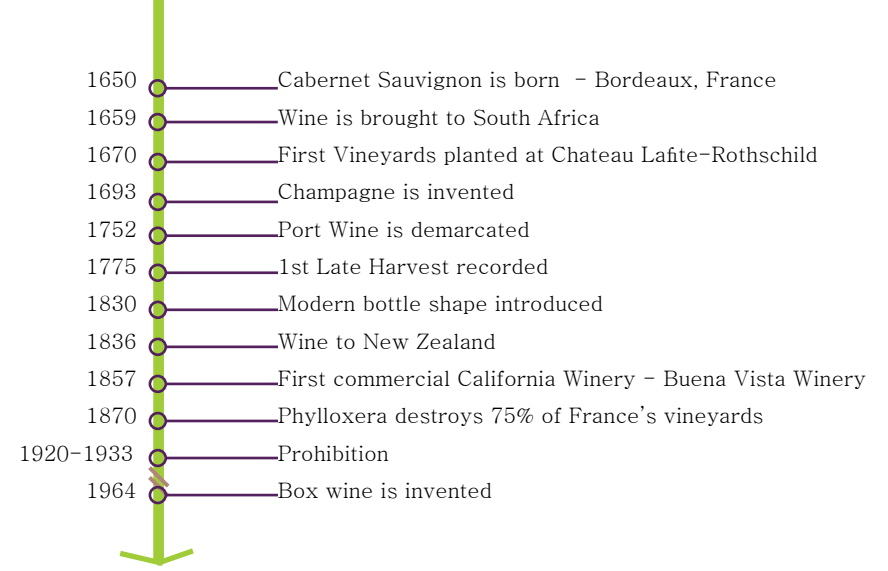 1650 Cabernet Sauvignon is born - Bordeaux, France
1659 Wine is brought to South Africa
1670 First Vineyards planted at Chateau Lafite-Rothschild
1693 Champagne is invented
1752 Port Wine is demarcated
1775 1st Late Harvest recorded
1830 Modern bottle shape introduced
1836 Wine to New Zealand
1857 First commercial California Winery - Buena Vista Winery
1870 Phylloxera destroys 75% of France’s vineyards
1920-1933 Prohibition
1964 Box wine is invented